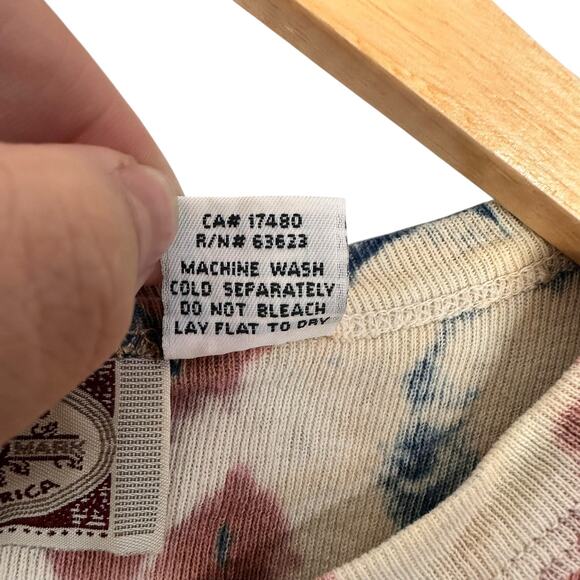 CA# 17480
R/N# 63623
MACHINE WASH
COLD SEPARATELY
DO NOT BLEACH
LAY FLAT TO DRY